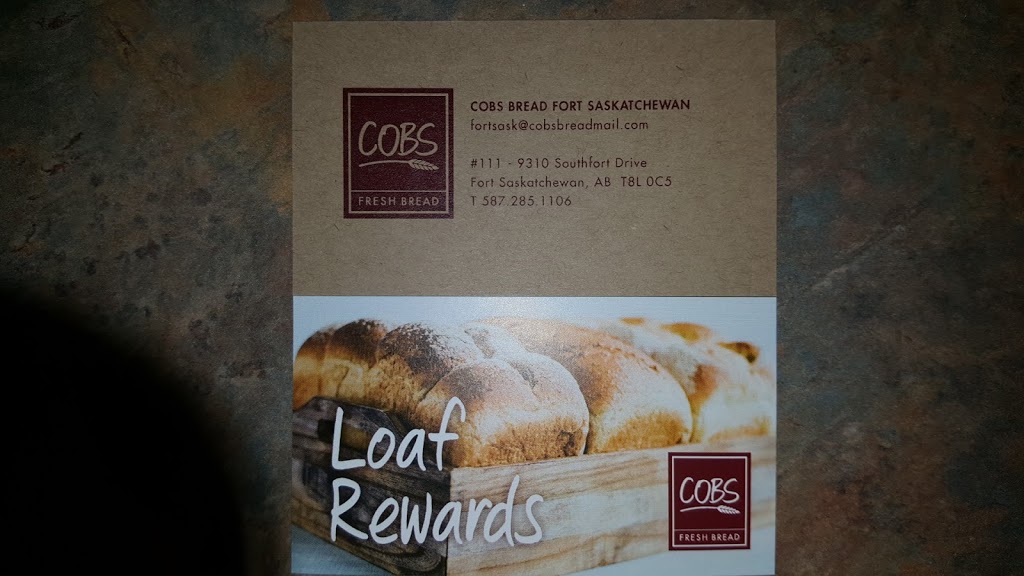 COBS
FRESH BREAD
COBS BREAD FORT SASKATCHEWAN
fortsask@cobsbreadmail.com
#111 - 9310 Southfort Drive
Fort Saskatchewan, AB T8L 0C5
T 587.285.1106
Loaf
Rewards
COBS
FRESH BREAD